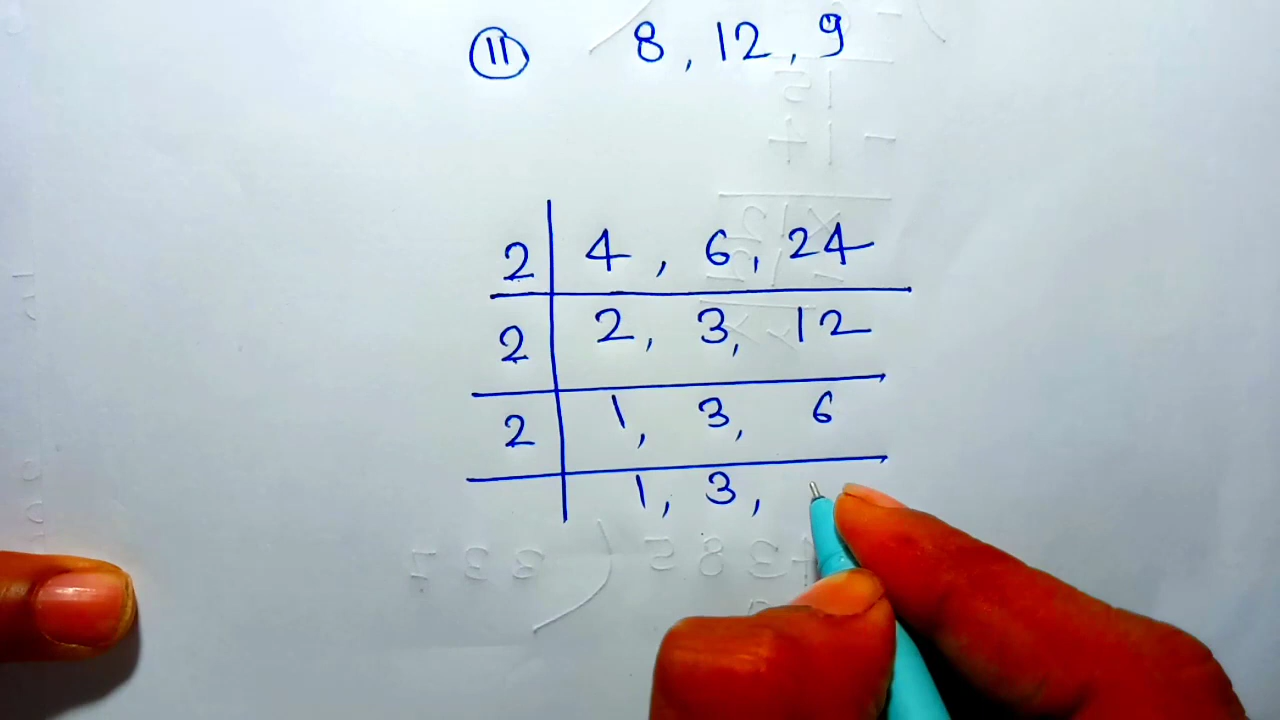 11 8, 12, 9
2 4, 6, 24
2 2, 3, 12
2 1, 3, 6
1, 3,